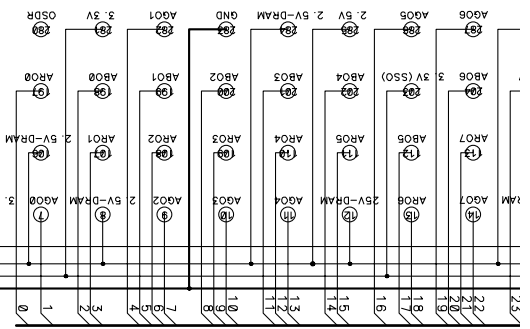 OSDR 3.3V AGO1 GND 2.5V-DRAM 2.5V AGO5 AGO6
280 281 282 283 284 285 286 287
ARO0 ABO0 ABO1 ABO2 ABO3 ABO4 3.3V(SSO) ABO6
197 198 199 200 201 202 203 204
2.5V-DRAM ARO1 ARO2 ARO3 ARO4 ARO5 ABO5 ARO7
106 107 108 109 110 111 112 113
3. AGO0 2.5V-DRAM AGO2 AGO3 AGO4 25V-DRAM ARO6 AGO7
7 8 9 10 11 12 13 14
0 1 2 3 4 5 6 7 8 9 10 11 12 13 14 15 16 17 18 19 20 21 22 23